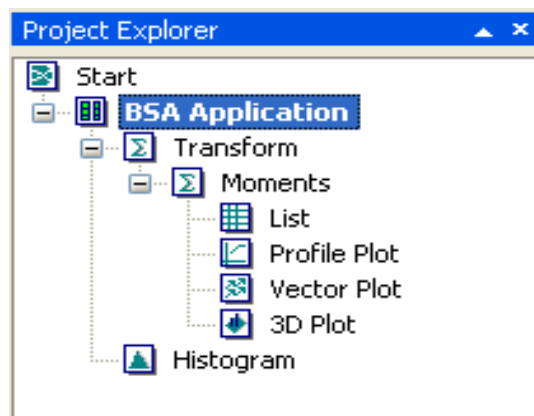 Project Explorer
Start
BSA Application
Transform
Moments
List
Profile Plot
Vector Plot
3D Plot
Histogram